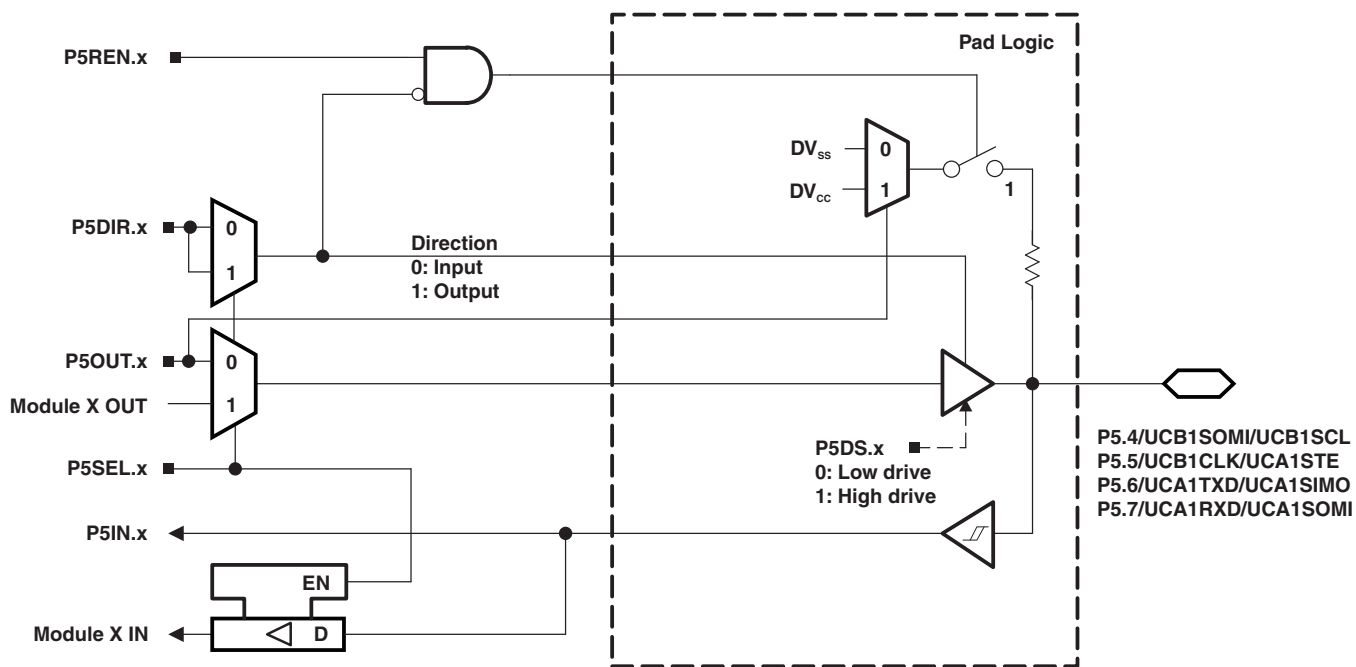 Pad Logic
P5REN.x
DVss
0
DVcc
1
1
P5DIR.x
0
1
Direction
0: Input
1: Output
P5OUT.x
0
Module X OUT
1
P5DS.x
0: Low drive
1: High drive
P5SEL.x
P5.4/UCB1SOMI/UCB1SCL
P5.5/UCB1CLK/UCA1STE
P5.6/UCA1TXD/UCA1SIMO
P5.7/UCA1RXD/UCA1SOMI
P5IN.x
EN
Module X IN
D